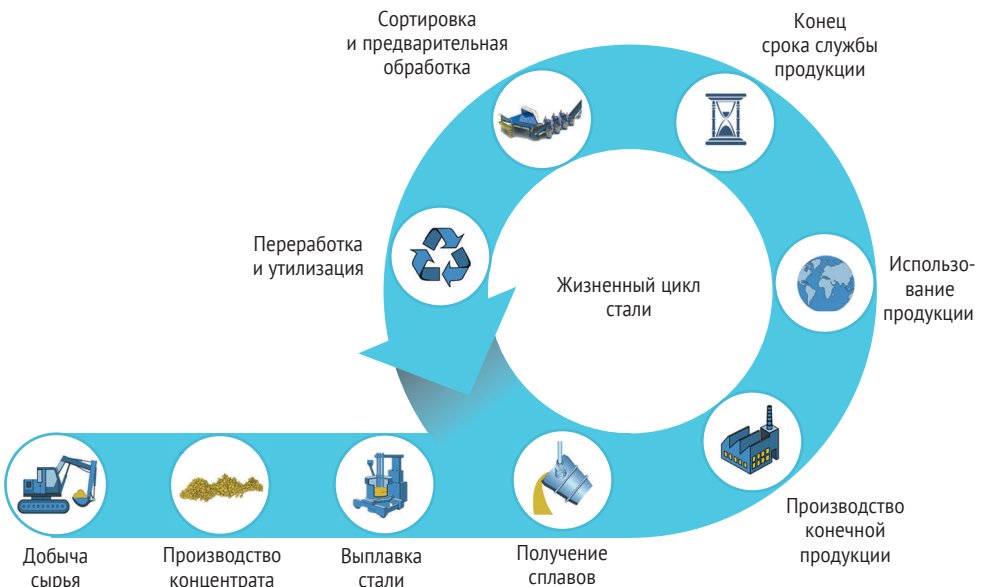 Сортировка
и предварительная
обработка
Конец
срока службы
продукции
Переработка
и утилизация
Жизненный цикл
стали
Использо-
вание
продукции
Производство
конечной
продукции
Добыча
сырья
Производство
концентрата
Выплавка
стали
Получение
сплавов